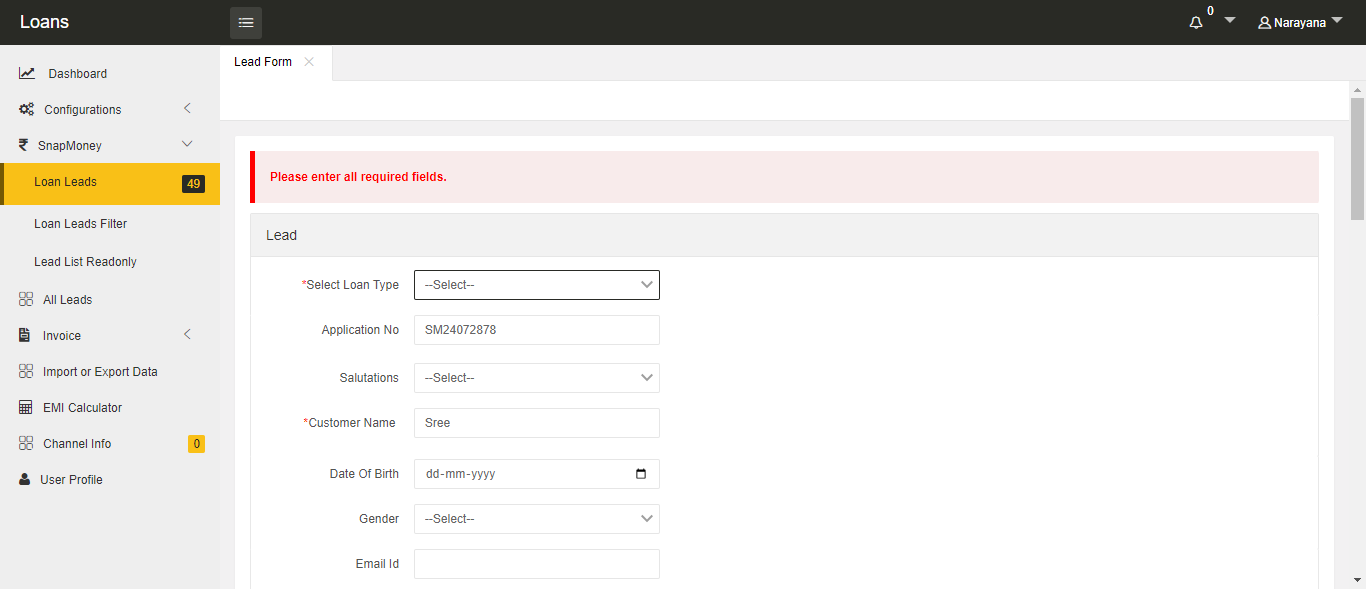 Loans
0
Narayana
Lead Form
Dashboard
Configurations
SnapMoney
Loan Leads 49
Loan Leads Filter
Lead List Readonly
All Leads
Invoice
Import or Export Data
EMI Calculator
Channel Info 0
User Profile
Please enter all required fields.
Lead
*Select Loan Type --Select--
Application No SM24072878
Salutations --Select--
*Customer Name Sree
Date Of Birth dd-mm-yyyy
Gender --Select--
Email Id